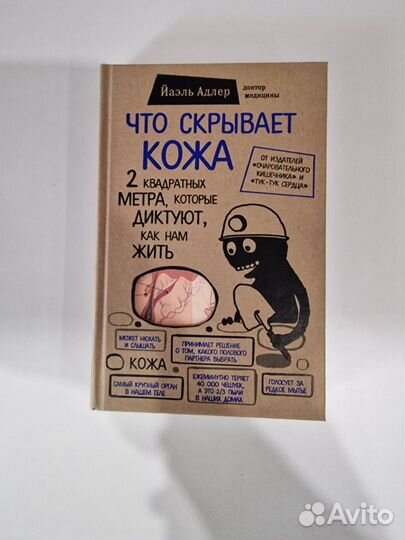 Йаэль Адлер
доктор
медицины
ЧТО СКРЫВАЕТ
КОЖА
2 КВАДРАТНЫХ
МЕТРА, КОТОРЫЕ
ДИКТУЮТ,
КАК НАМ
ЖИТЬ
ОТ ИЗДАТЕЛЕЙ
«ОЧАРОВАТЕЛЬНОГО
КИШЕЧНИКА» И
«ТУК-ТУК СЕРДЦА»
МОЖЕТ НЮХАТЬ
И СЛЫШАТЬ
ПРИНИМАЕТ РЕШЕНИЕ
О ТОМ, КАКОГО ПОЛОВОГО
ПАРТНЕРА ВЫБРАТЬ
КОЖА
САМЫЙ КРУПНЫЙ ОРГАН
В НАШЕМ ТЕЛЕ
ЕЖЕМИНУТНО ТЕРЯЕТ
40 000 ЧЕШУЕК,
А ЭТО 2/3 ПЫЛИ
В НАШИХ ДОМАХ
ГОЛОСУЕТ ЗА
РЕДКОЕ МЫТЬЕ
Avito